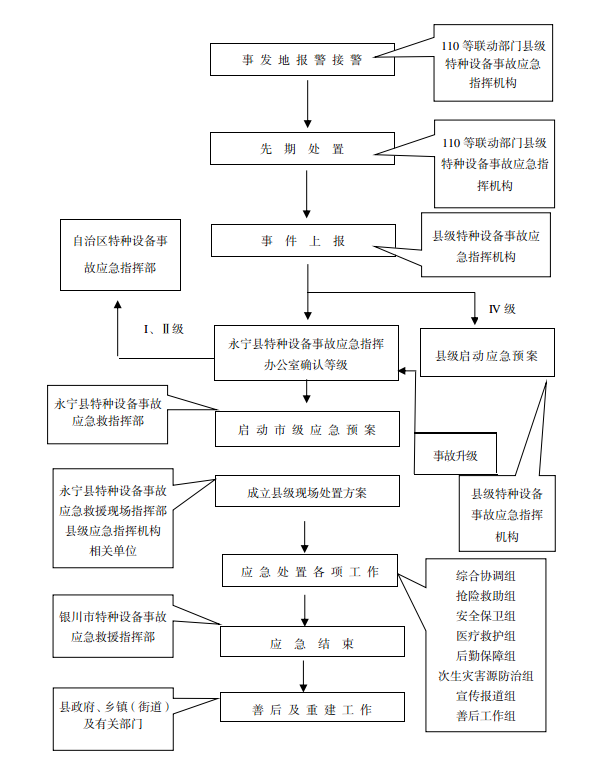 110 等联动部门县级
特种设备事故应急
指挥机构
事发地报警接警
110 等联动部门县级
特种设备事故应急指
挥机构
先期处置
县级特种设备事故应
急指挥机构
事件上报
自治区特种设备事
故应急指挥部
Ⅰ、Ⅱ级
Ⅳ级
永宁县特种设备事故应急指挥
办公室确认等级
县级启动应急预案
永宁县特种设备事故
应急救指挥部
启动市级应急预案
事故升级
永宁县特种设备事故
应急救援现场指挥部
县级应急指挥机构
相关单位
成立县级现场处置方案
县级特种设备
事故应急指挥
机构
应急处置各项工作
综合协调组
抢险救助组
安全保卫组
医疗救护组
后勤保障组
次生灾害源防治组
宣传报道组
善后工作组
银川市特种设备事故
应急救援指挥部
应急结束
县政府、乡镇（街道）
及有关部门
善后及重建工作